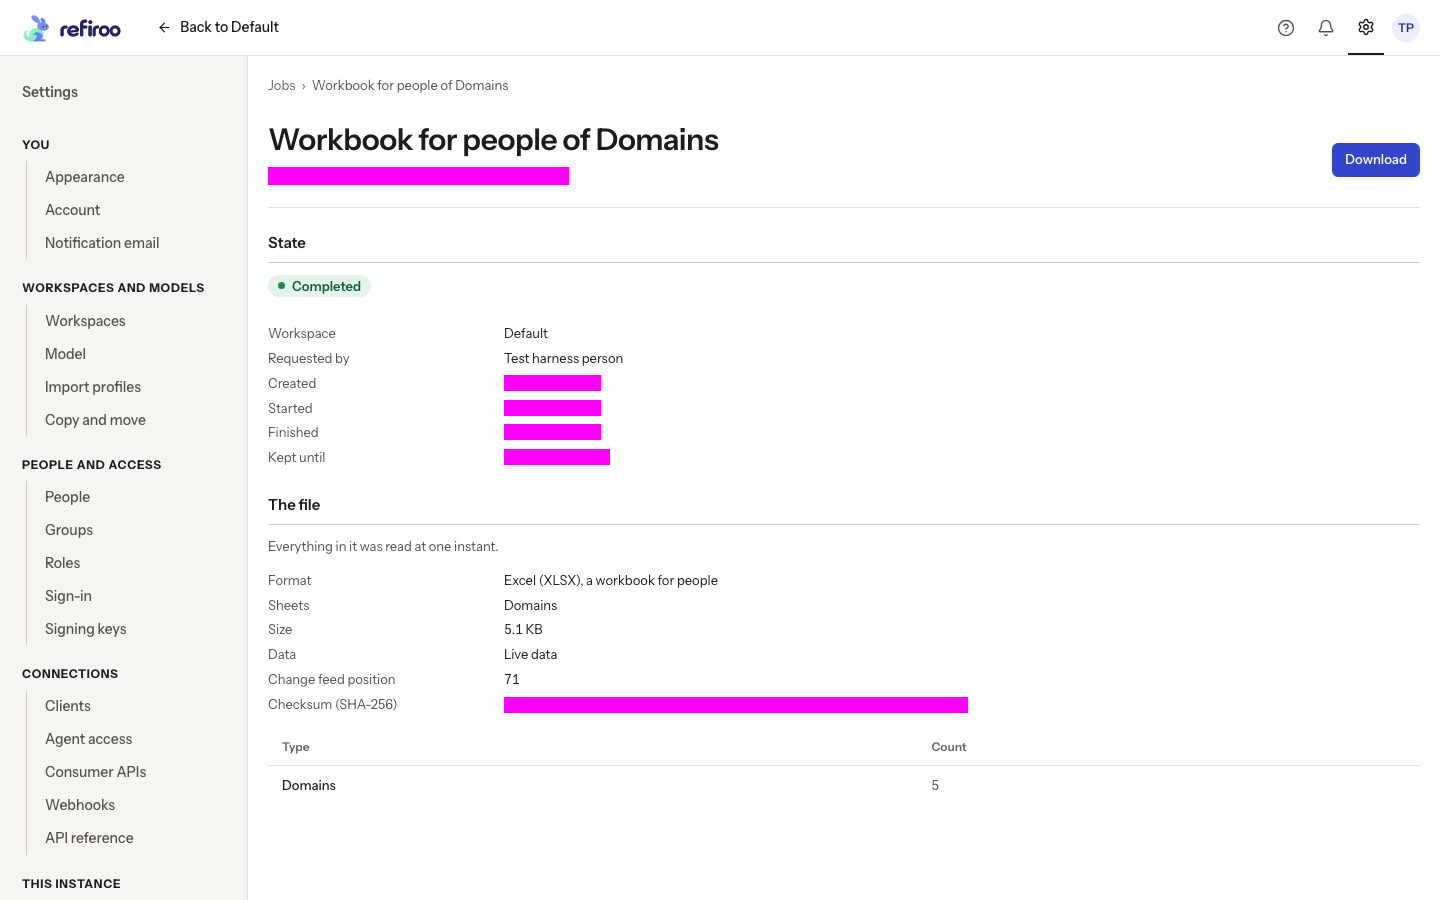 refiroo
Back to Default
TP
Settings
YOU
Appearance
Account
Notification email
WORKSPACES AND MODELS
Workspaces
Model
Import profiles
Copy and move
PEOPLE AND ACCESS
People
Groups
Roles
Sign-in
Signing keys
CONNECTIONS
Clients
Agent access
Consumer APIs
Webhooks
API reference
THIS INSTANCE
Jobs › Workbook for people of Domains
Workbook for people of Domains
Download
State
Completed
Workspace Default
Requested by Test harness person
Created
Started
Finished
Kept until
The file
Everything in it was read at one instant.
Format Excel (XLSX), a workbook for people
Sheets Domains
Size 5.1 KB
Data Live data
Change feed position 71
Checksum (SHA-256)
Type Count
Domains 5